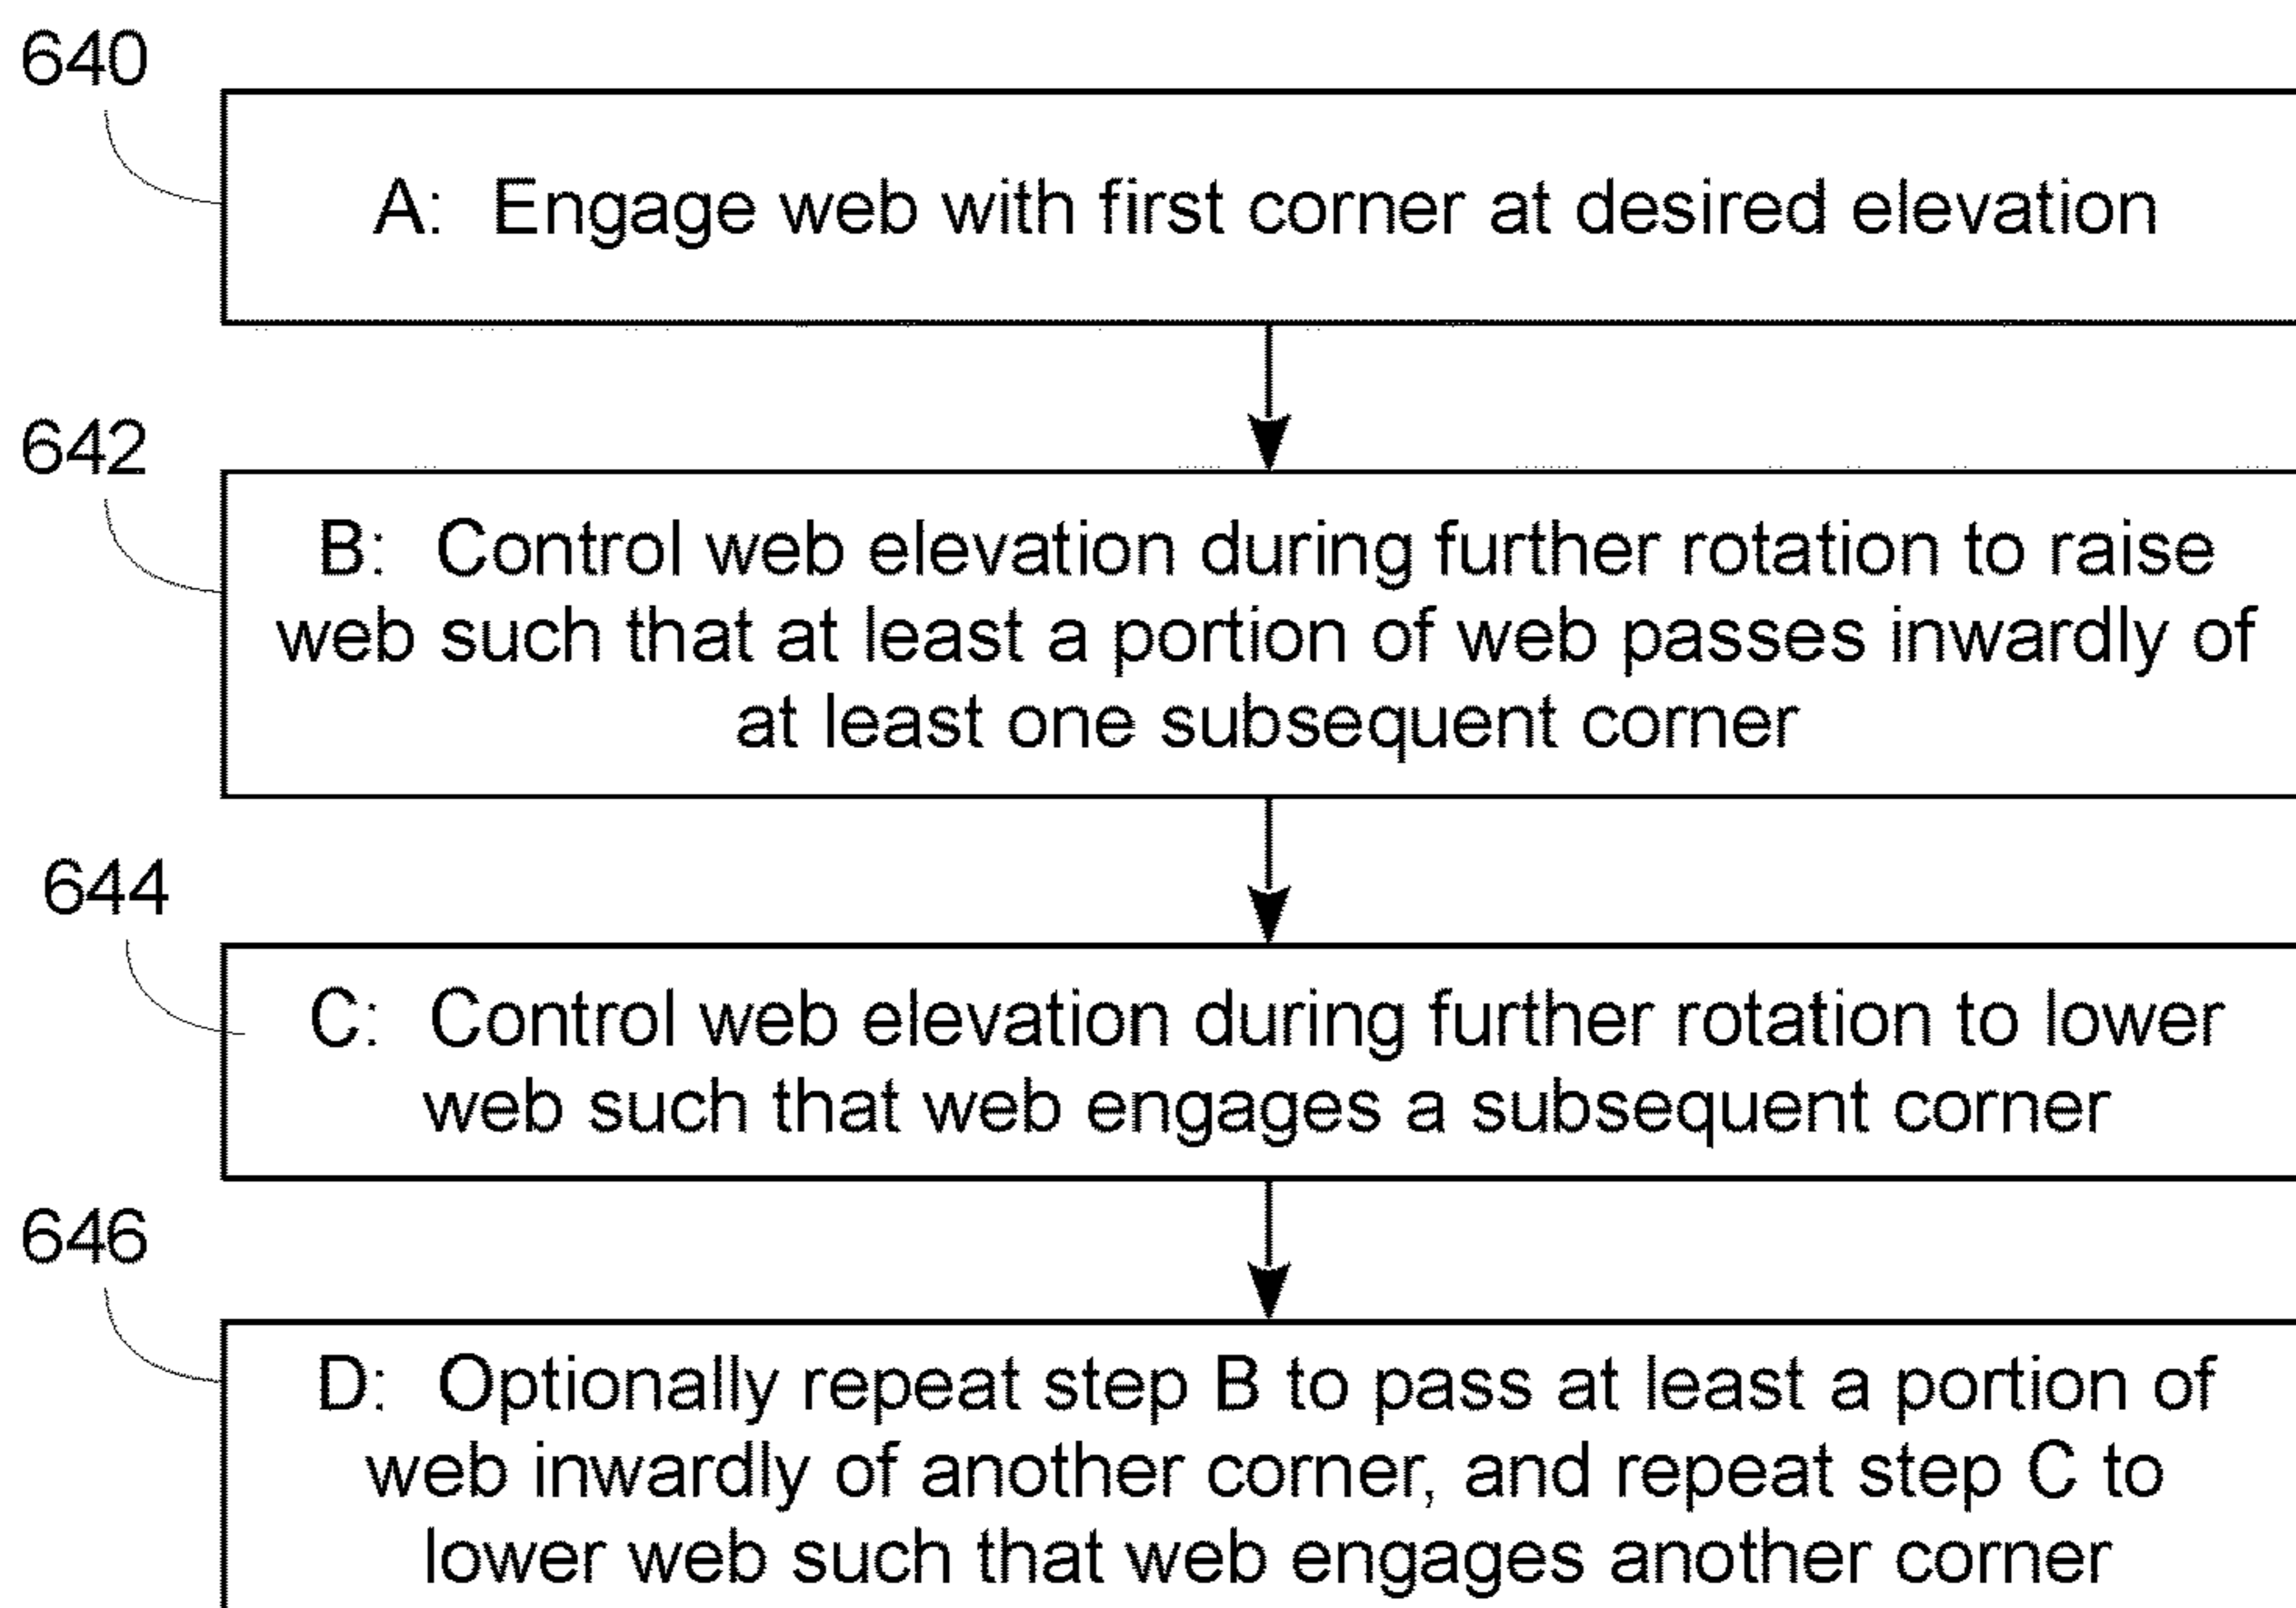 640
A: Engage web with first corner at desired elevation
642
B: Control web elevation during further rotation to raise
web such that at least a portion of web passes inwardly of
at least one subsequent corner
644
C: Control web elevation during further rotation to lower
web such that web engages a subsequent corner
646
D: Optionally repeat step B to pass at least a portion of
web inwardly of another corner, and repeat step C to
lower web such that web engages another corner